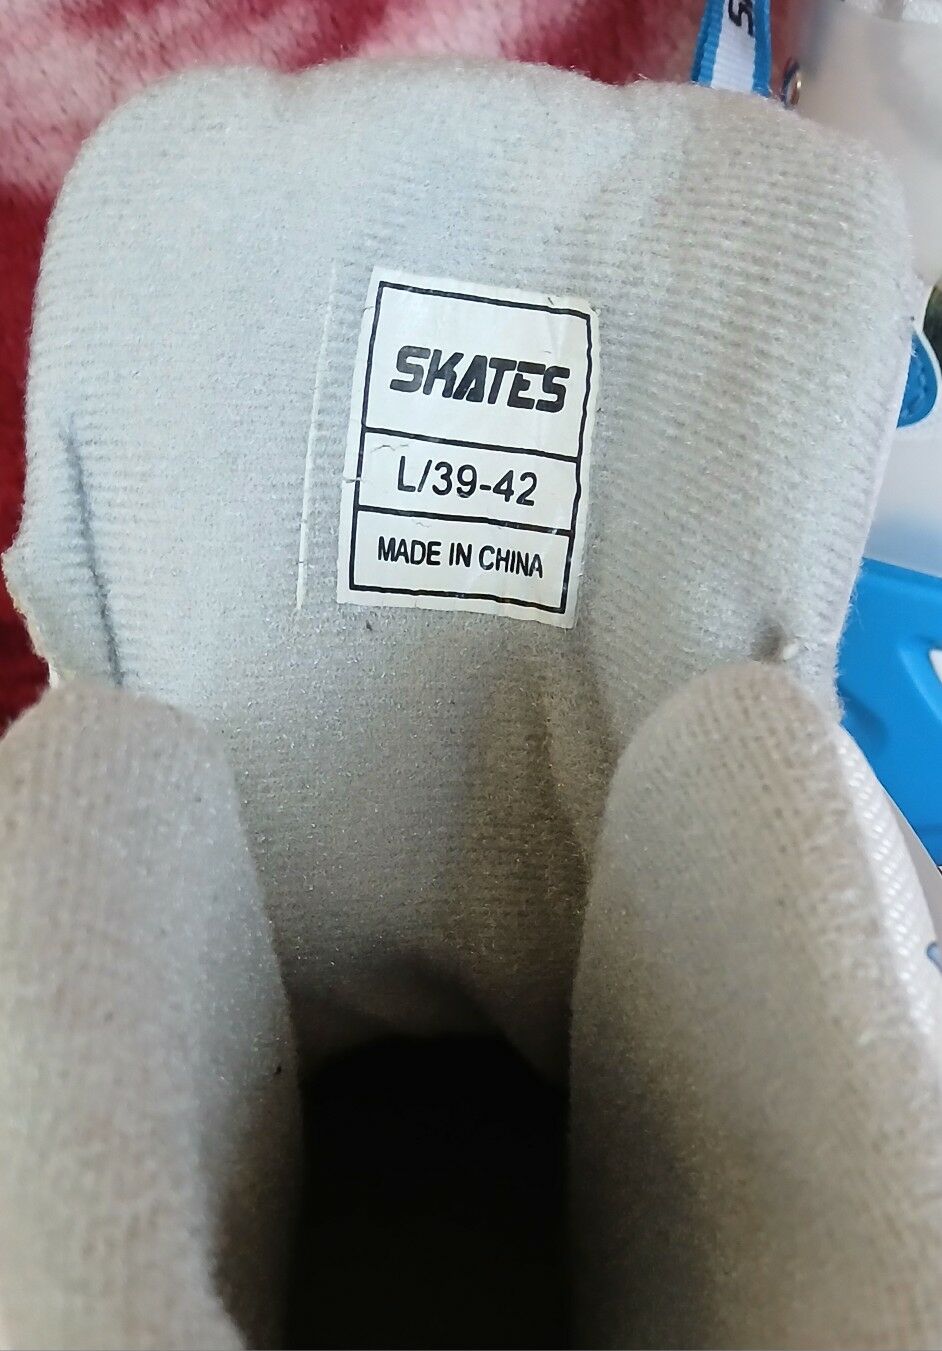 SKATES
L/39-42
MADE IN CHINA